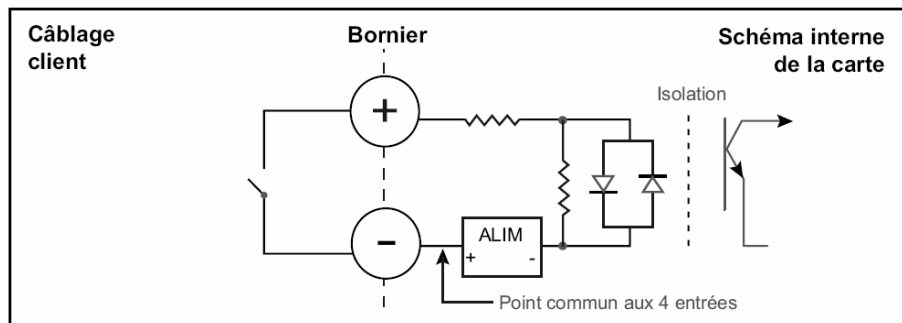 Câblage
client
Bornier
Schéma interne
de la carte
Isolation
+
-
ALIM
+ -
Point commun aux 4 entrées